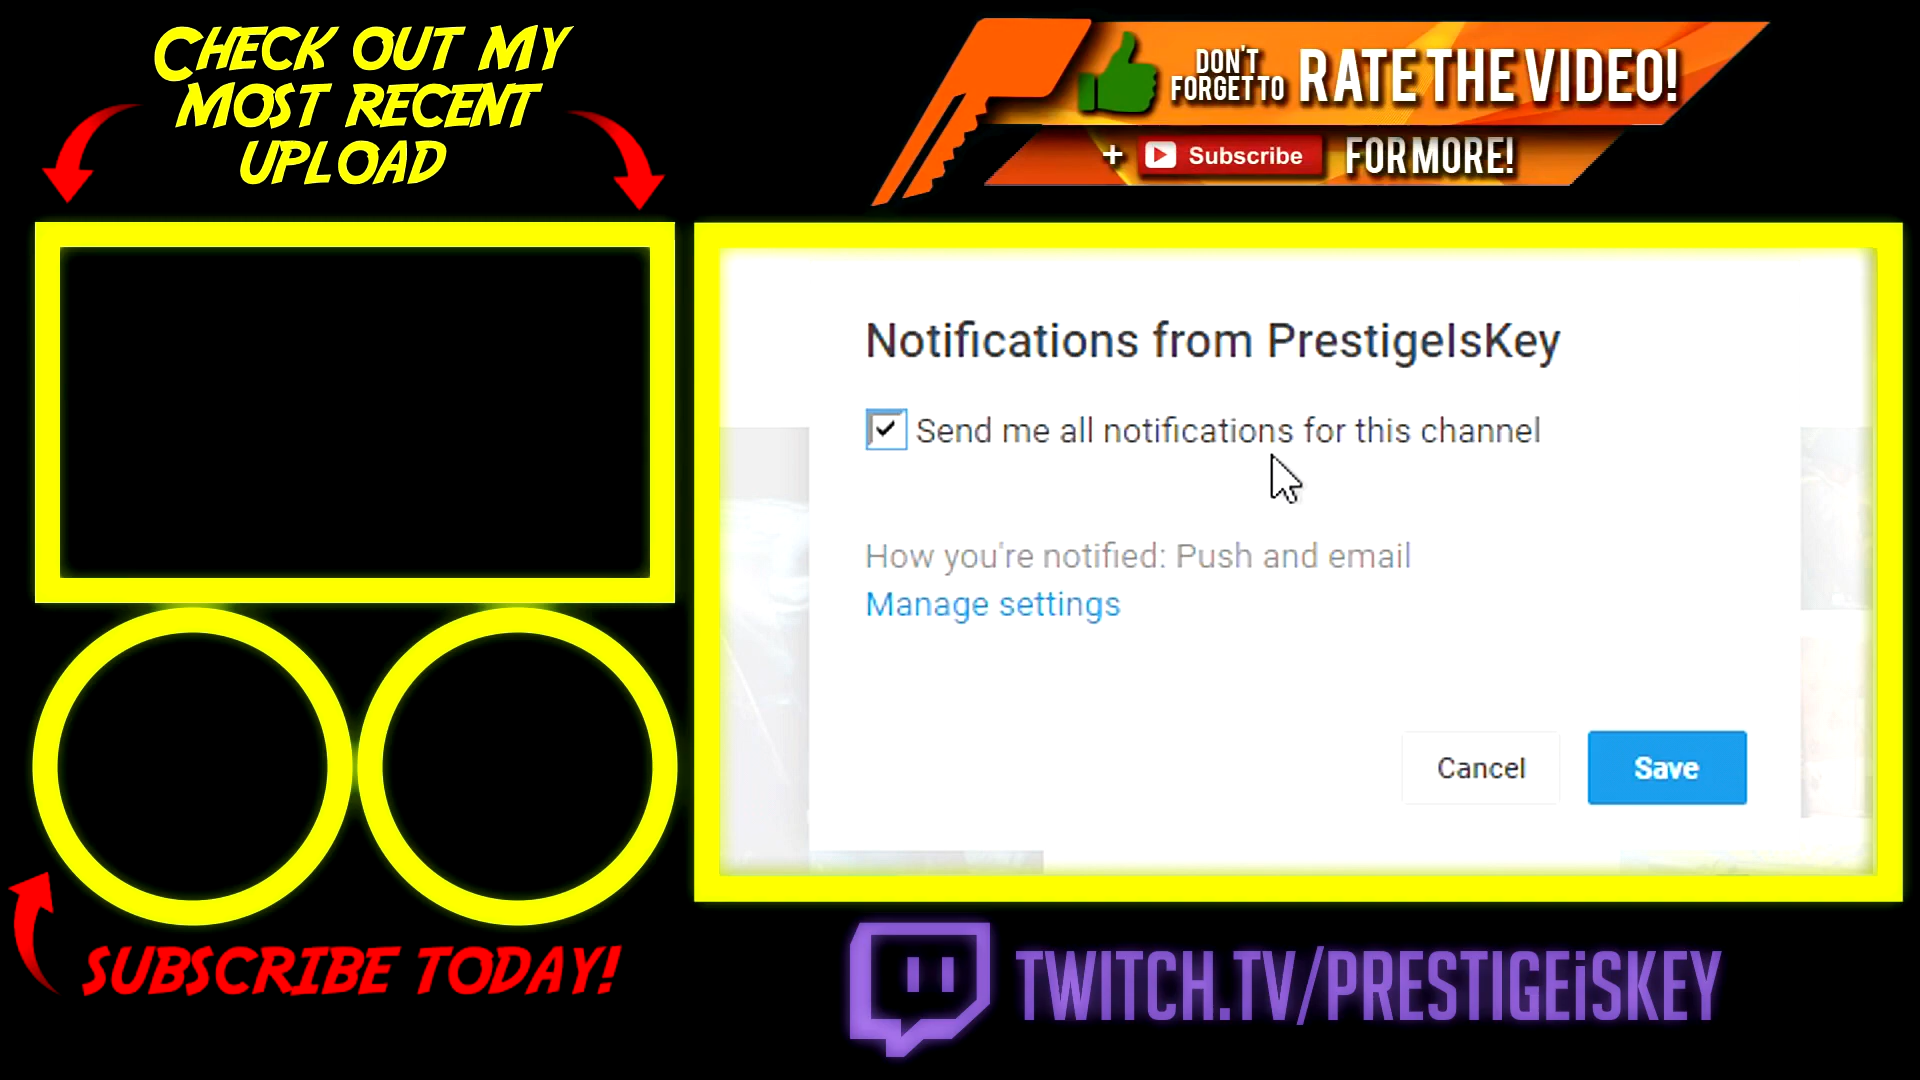 CHECK OUT MY
MOST RECENT
UPLOAD
DON'T
FORGET TO
RATE THE VIDEO!
+ Subscribe FOR MORE!
Notifications from PrestigeIsKey
Send me all notifications for this channel
How you're notified: Push and email
Manage settings
Cancel
Save
SUBSCRIBE TODAY!
TWITCH.TV/PRESTIGEiSKEY